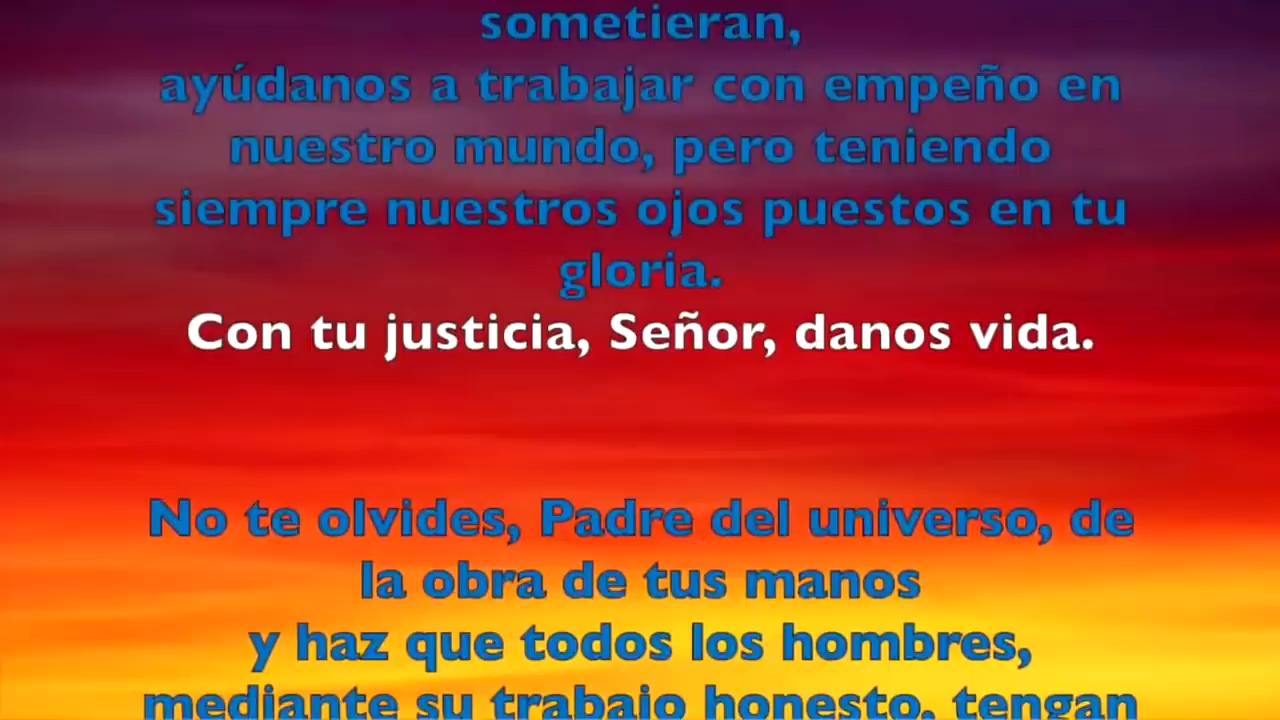 sometieran,
ayúdanos a trabajar con empeño en
nuestro mundo, pero teniendo
siempre nuestros ojos puestos en tu
gloria.
Con tu justicia, Señor, danos vida.
No te olvides, Padre del universo, de
la obra de tus manos
y haz que todos los hombres,
mediante su trabajo honesto, tengan